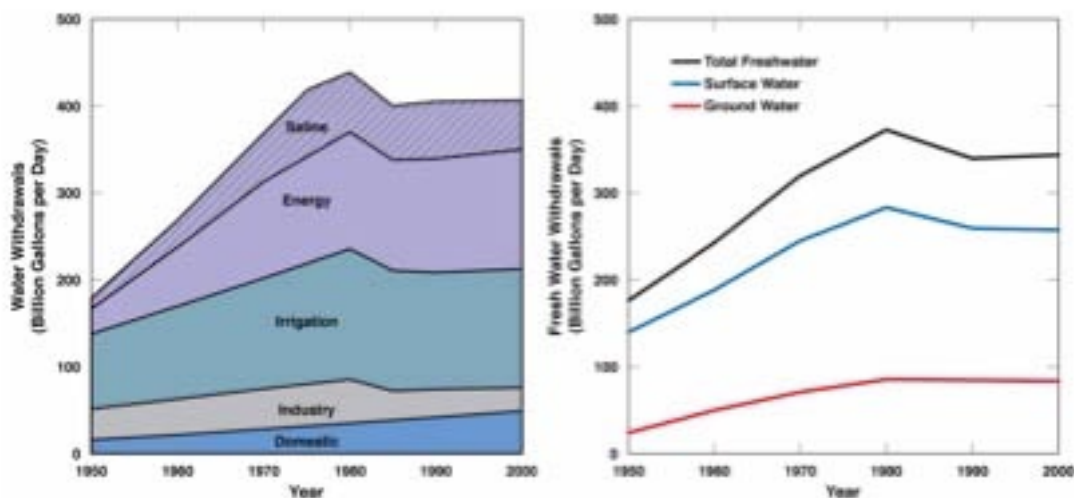 500
400
300
200
100
0
Water Withdrawals
(Billion Gallons per Day)
Saline
Energy
Irrigation
Industry
Domestic
1950 1960 1970 1980 1990 2000
Year
500
400
300
200
100
0
Fresh Water Withdrawals
(Billion Gallons per Day)
Total Freshwater
Surface Water
Ground Water
1950 1960 1970 1980 1990 2000
Year